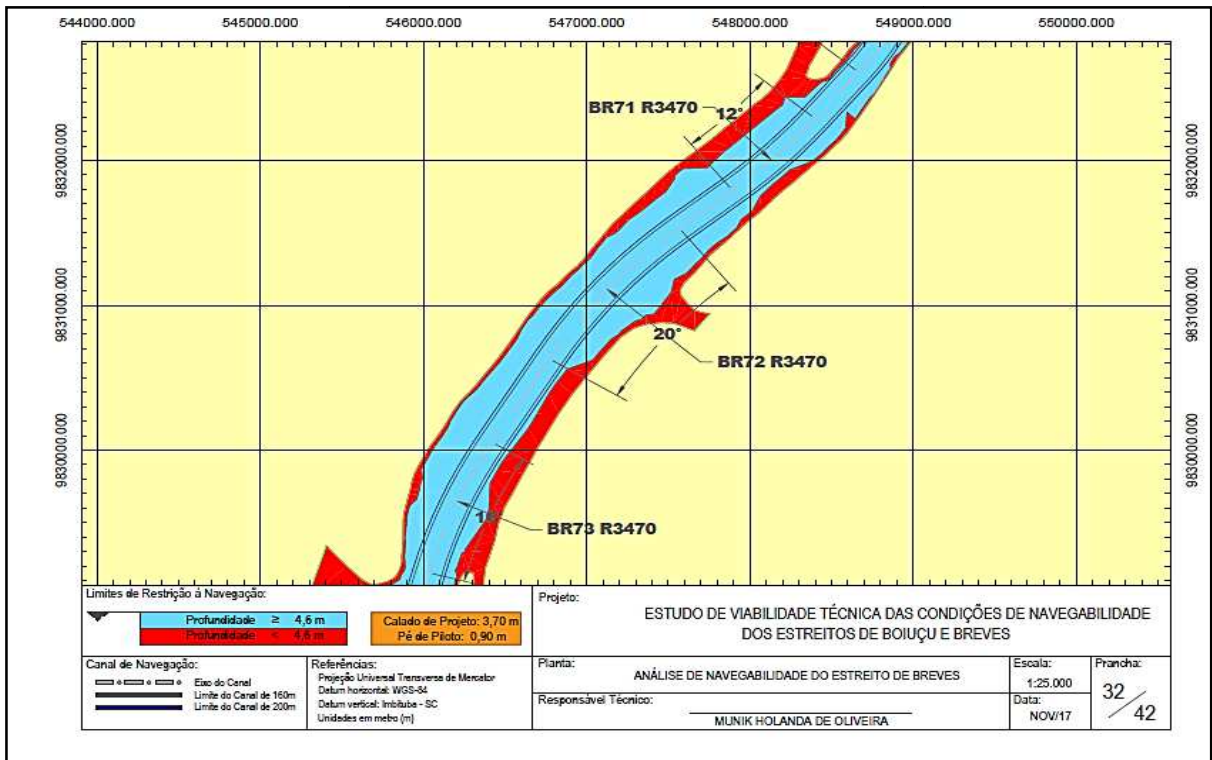 544000.000 545000.000 546000.000 547000.000 548000.000 549000.000 550000.000
BR71 R3470
12°
9832000.000 9832000.000
9831000.000 9831000.000
20°
BR72 R3470
9830000.000 9830000.000
BR73 R3470
Limites de Restrição à Navegação:
Profundidade ≥ 4,6 m
Profundidade < 4,6 m
Calado de Projeto: 3,70 m
Pé de Piloto: 0,90 m
Projeto:
ESTUDO DE VIABILIDADE TÉCNICA DAS CONDIÇÕES DE NAVEGABILIDADE
DOS ESTREITOS DE BOIUÇU E BREVES
Canal de Navegação:
Eixo do Canal
Limite do Canal de 160m
Limite do Canal de 200m
Referências:
Projeção Universal Transversa de Mercator
Datum horizontal: WGS-84
Datum vertical: Imbituba - SC
Unidades em metro (m)
Planta:
ANÁLISE DE NAVEGABILIDADE DO ESTREITO DE BREVES
Responsável Técnico:
MUNIK HOLANDA DE OLIVEIRA
Escala:
1:25.000
Data:
NOV/17
Prancha:
32/42